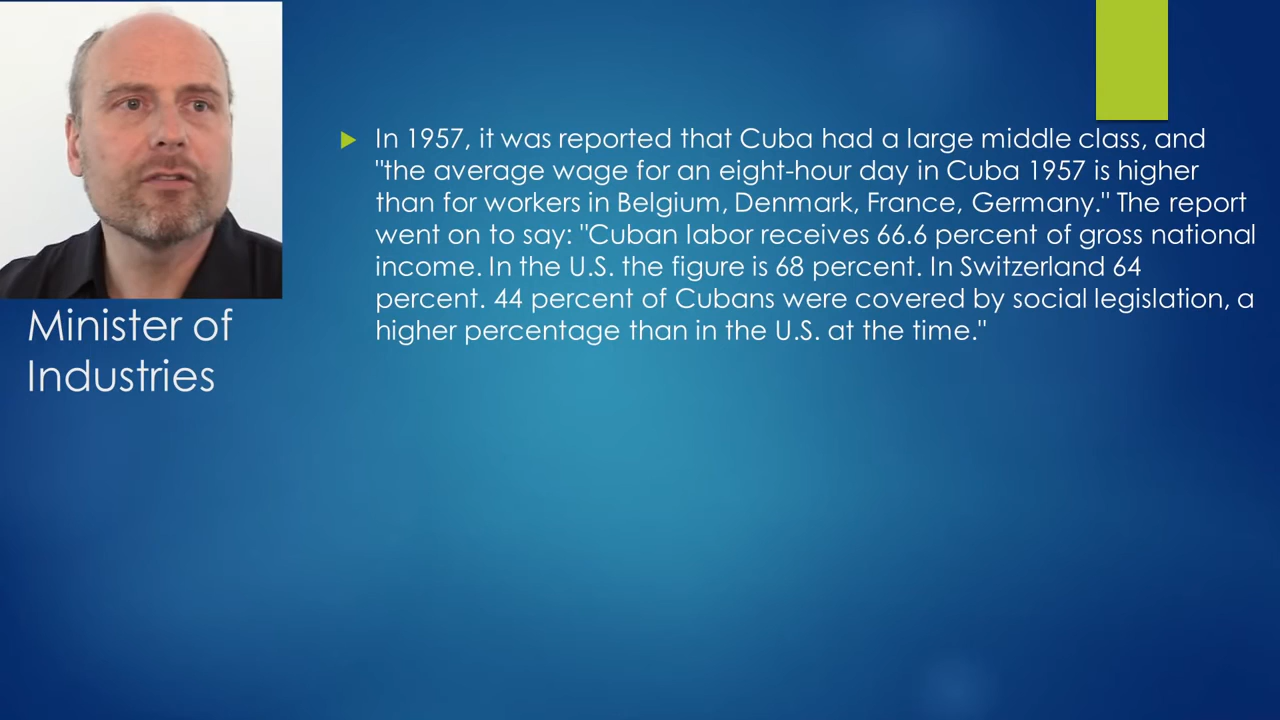 Minister of
Industries
In 1957, it was reported that Cuba had a large middle class, and
"the average wage for an eight-hour day in Cuba 1957 is higher
than for workers in Belgium, Denmark, France, Germany." The report
went on to say: "Cuban labor receives 66.6 percent of gross national
income. In the U.S. the figure is 68 percent. In Switzerland 64
percent. 44 percent of Cubans were covered by social legislation, a
higher percentage than in the U.S. at the time."